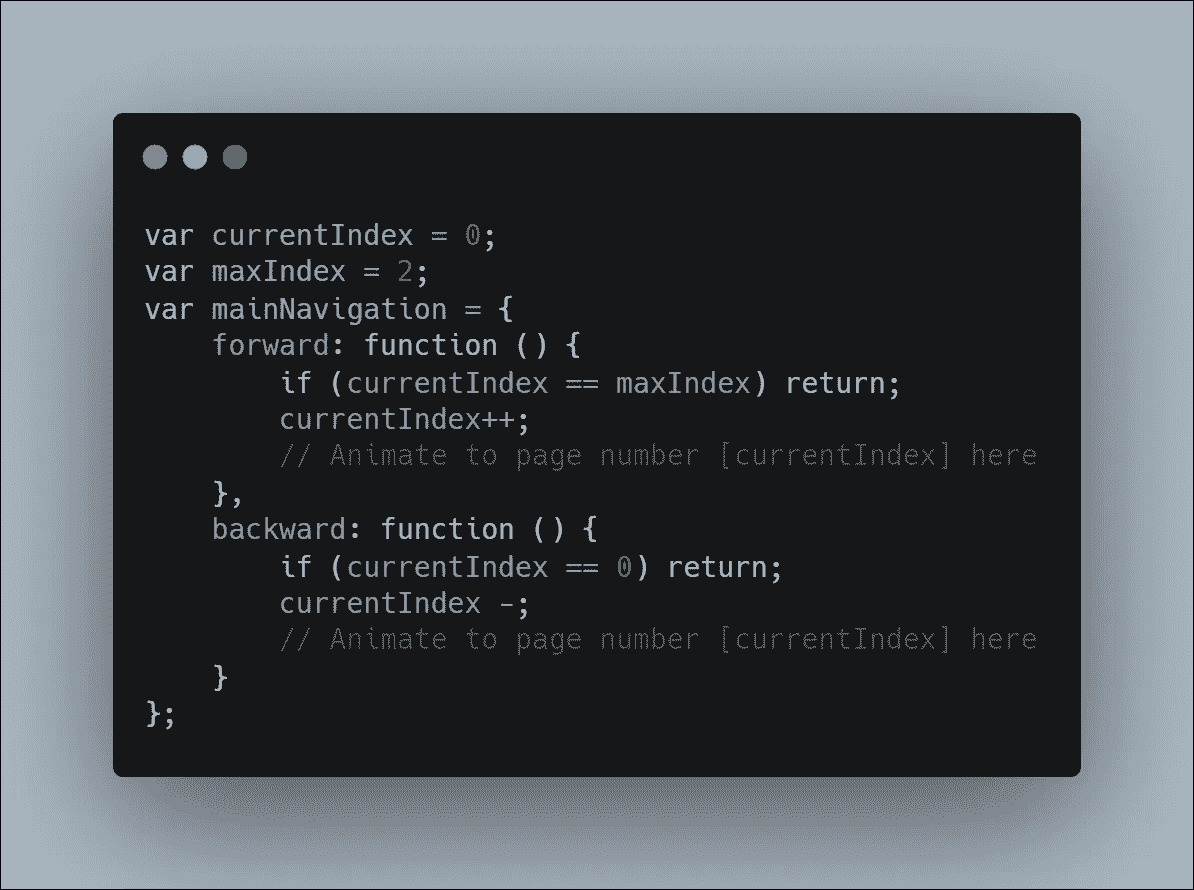 var currentIndex = 0;
var maxIndex = 2;
var mainNavigation = {
    forward: function () {
        if (currentIndex == maxIndex) return;
        currentIndex++;
        // Animate to page number [currentIndex] here
    },
    backward: function () {
        if (currentIndex == 0) return;
        currentIndex -;
        // Animate to page number [currentIndex] here
    }
};